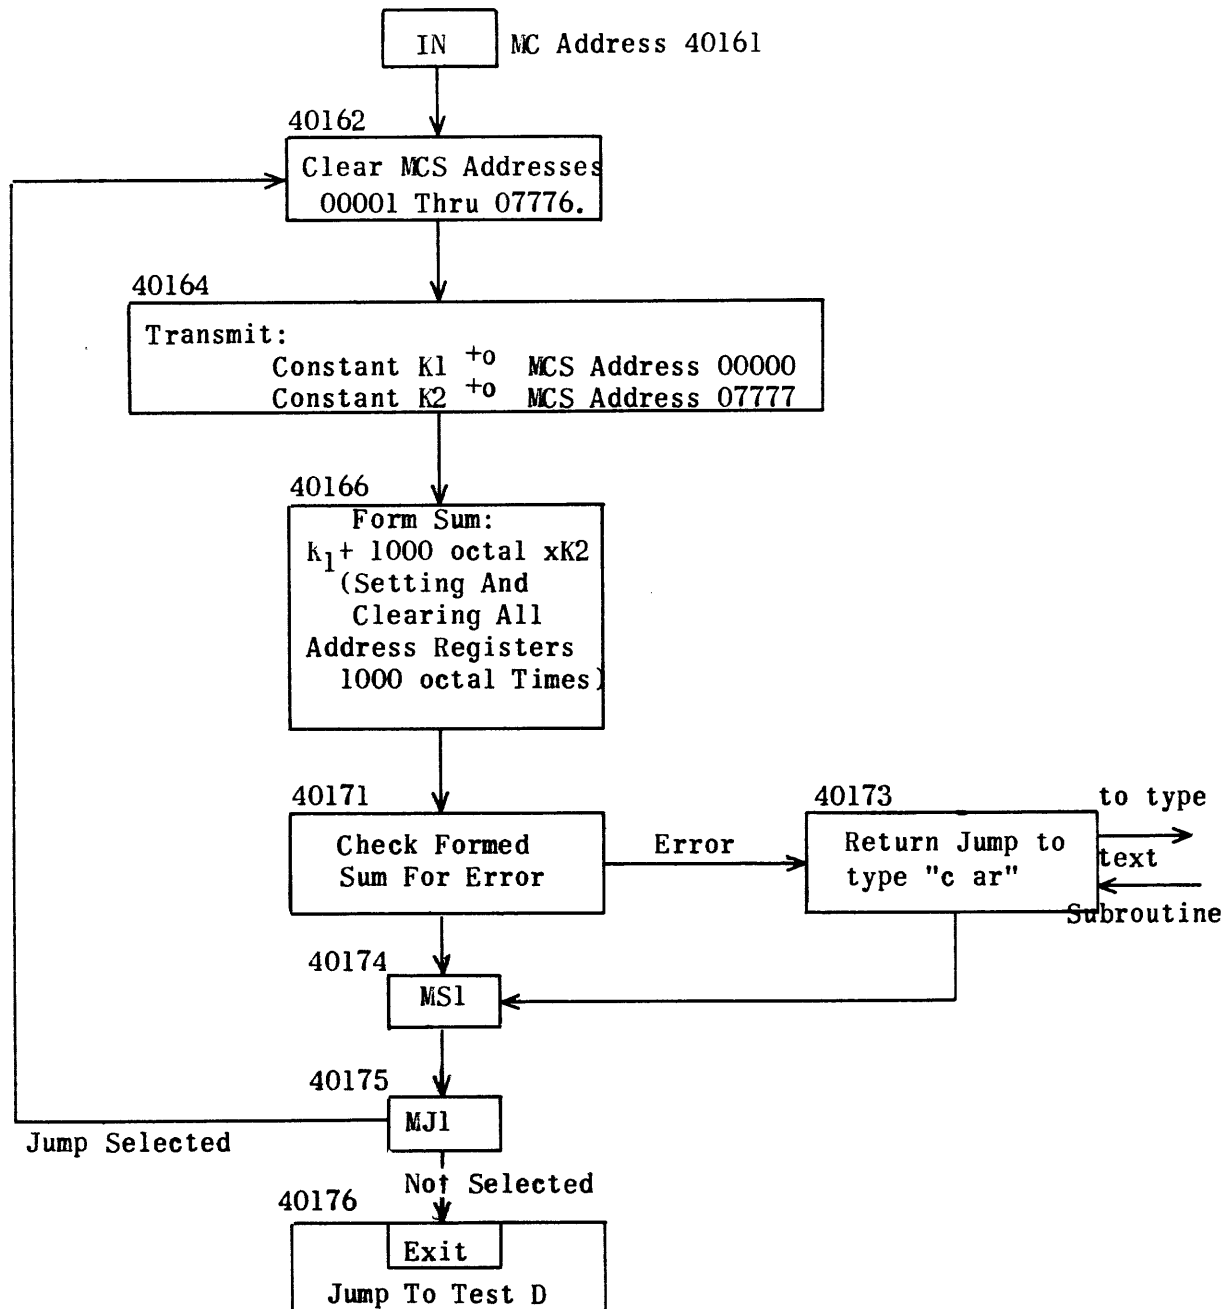 IN MC Address 40161
40162
Clear MCS Addresses
00001 Thru 07776.
40164
Transmit:
Constant K1 to MCS Address 00000
Constant K2 to MCS Address 07777
40166
Form Sum:
k1+ 1000 octal xK2
(Setting And
Clearing All
Address Registers
1000 octal Times)
40171
Check Formed
Sum For Error
Error
40173
Return Jump to
type "c ar"
to type
text
Subroutine
40174
MS1
40175
MJ1
Jump Selected
Not Selected
40176
Exit
Jump To Test D